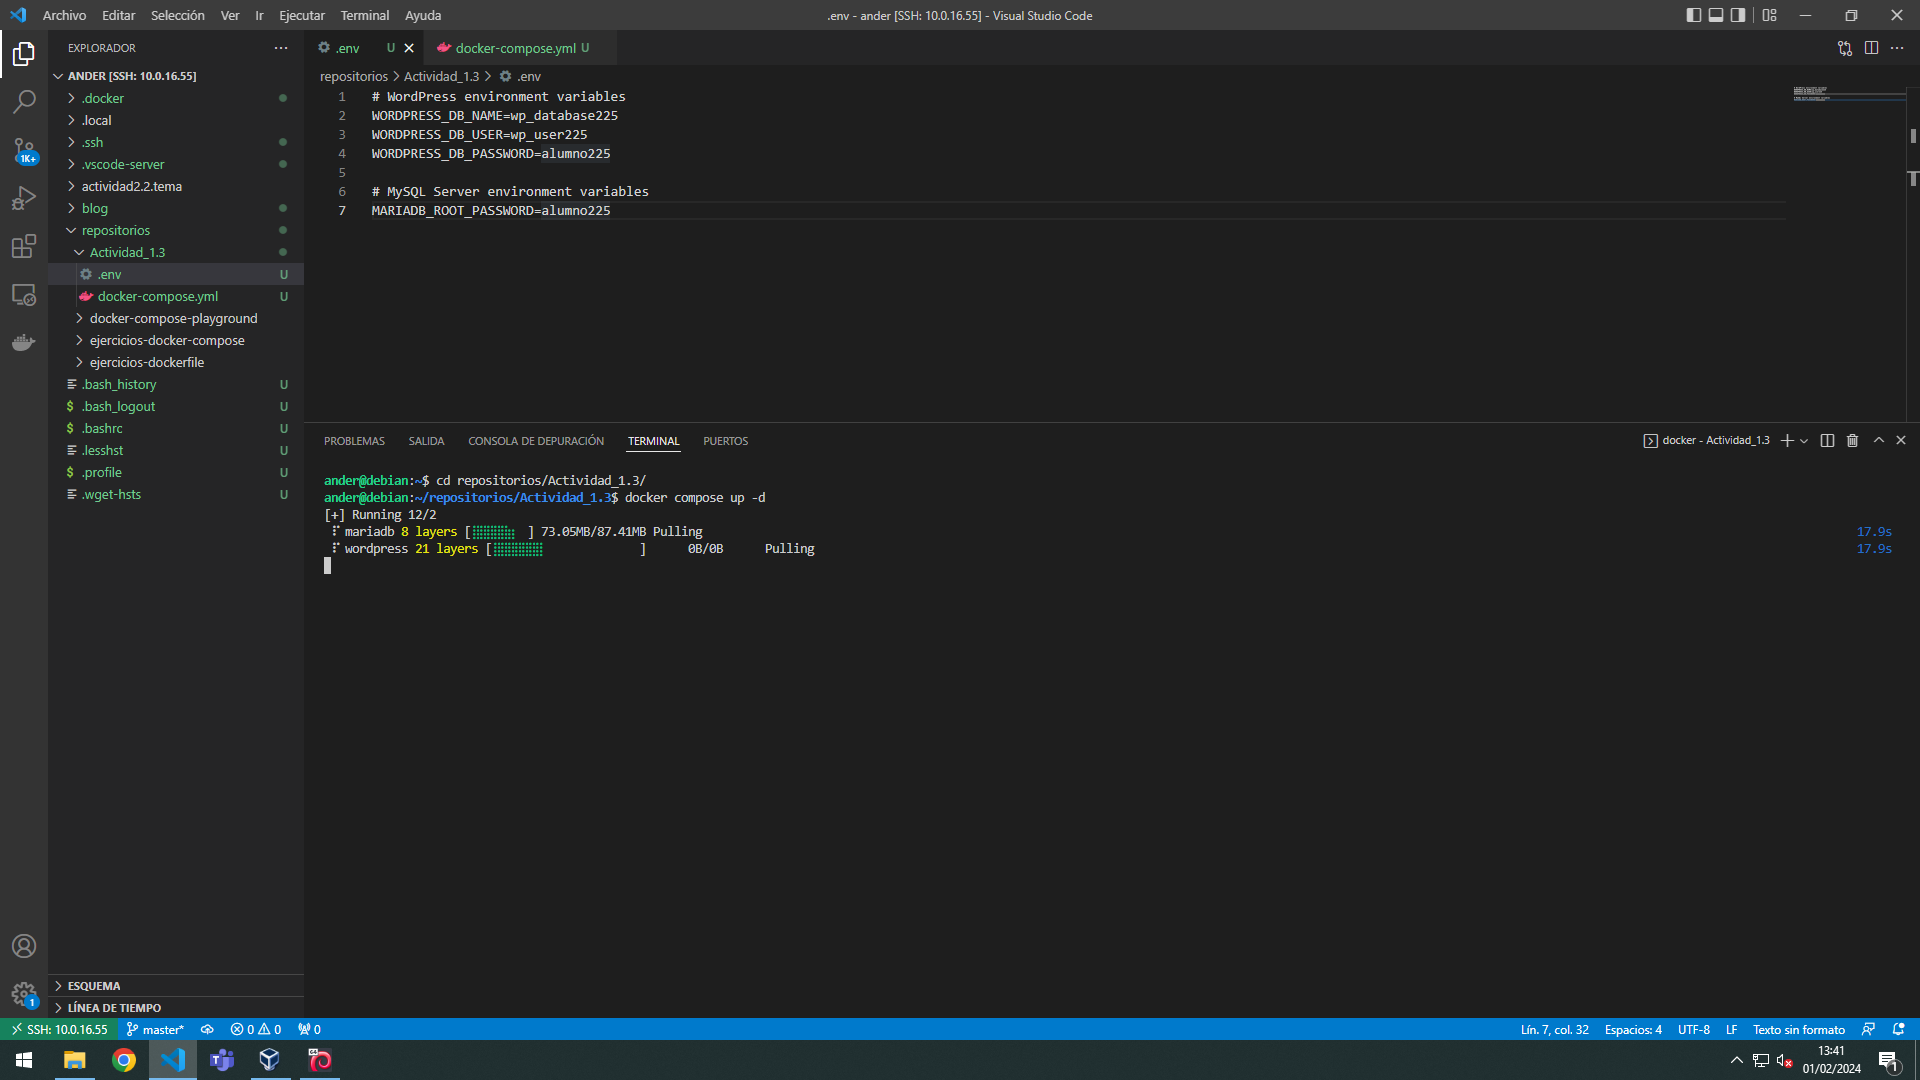 Archivo Editar Selección Ver Ir Ejecutar Terminal Ayuda
.env - ander [SSH: 10.0.16.55] - Visual Studio Code
EXPLORADOR
ANDER [SSH: 10.0.16.55]
.docker
.local
.ssh
.vscode-server
actividad2.2.tema
blog
repositorios
Actividad_1.3
.env U
docker-compose.yml U
docker-compose-playground
ejercicios-docker-compose
ejercicios-dockerfile
.bash_history U
.bash_logout U
.bashrc U
.lesshst U
.profile U
.wget-hsts U
ESQUEMA
LÍNEA DE TIEMPO
1K+
1
.env U
docker-compose.yml U
repositorios > Actividad_1.3 > .env
1 # WordPress environment variables
2 WORDPRESS_DB_NAME=wp_database225
3 WORDPRESS_DB_USER=wp_user225
4 WORDPRESS_DB_PASSWORD=alumno225
5
6 # MySQL Server environment variables
7 MARIADB_ROOT_PASSWORD=alumno225
PROBLEMAS SALIDA CONSOLA DE DEPURACIÓN TERMINAL PUERTOS
docker - Actividad_1.3
ander@debian:~$ cd repositorios/Actividad_1.3/
ander@debian:~/repositorios/Actividad_1.3$ docker compose up -d
[+] Running 12/2
mariadb 8 layers [⣿⣿⣿⣿⣿⣿⣦ ] 73.05MB/87.41MB Pulling 17.9s
wordpress 21 layers [⣿⣿⣿⣿⣿⣿⣿⣿ ] 0B/0B Pulling 17.9s
SSH: 10.0.16.55 master* 0 0 0
Lín. 7, col. 32 Espacios: 4 UTF-8 LF Texto sin formato
13:41
01/02/2024
1